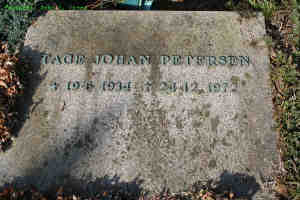 TAGE JOHAN PETERSEN
* 19·6 1934 † 24·12 1972